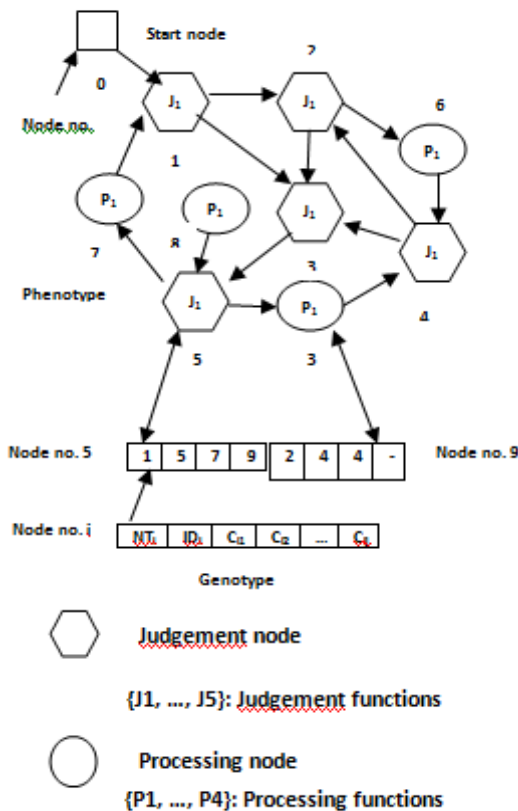 Start node
2
0
J₁
J₁
6
Node no.
P₁
1
P₁
P₁
J₁
J₁
7
8
3
Phenotype
J₁
P₁
4
5
3
Node no. 5
1 5 7 9 2 4 4 -
Node no. 9
Node no. i
NTᵢ IDᵢ Cᵢ₁ Cᵢ₂ ...
Genotype
Judgement node
{J1, ..., J5}: Judgement functions
Processing node
{P1, ..., P4}: Processing functions